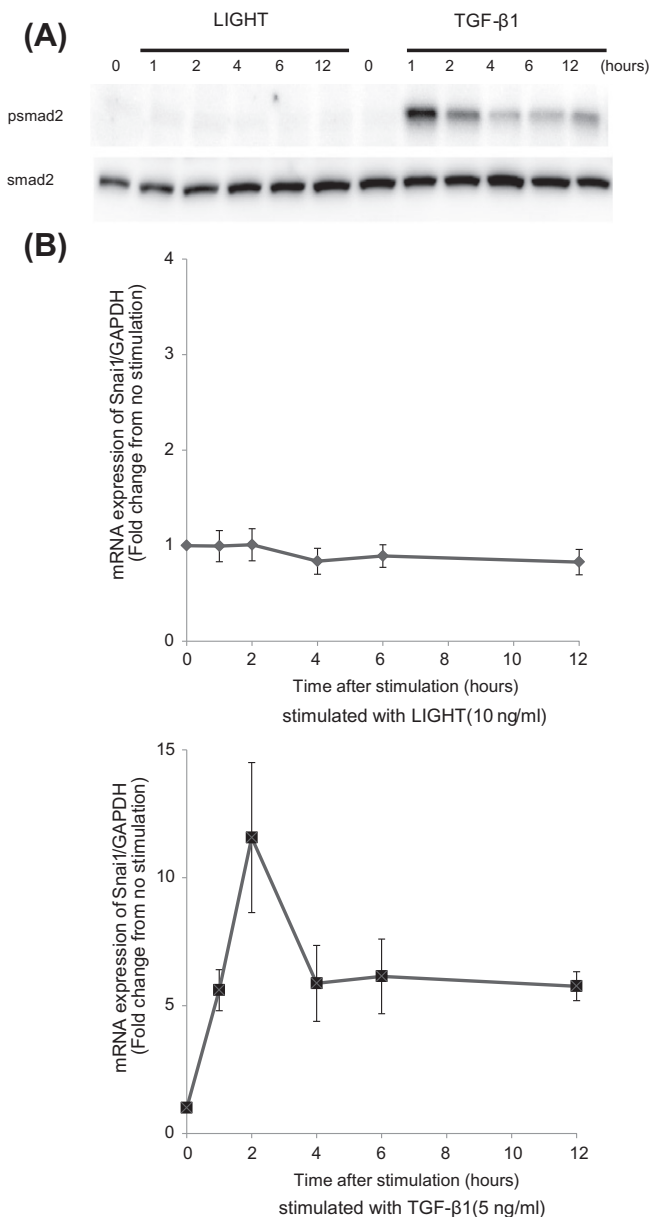 (A)
LIGHT TGF-β1
0 1 2 4 6 12 0 1 2 4 6 12 (hours)
psmad2
smad2
(B)
mRNA expression of Snai1/GAPDH
(Fold change from no stimulation)
4
3
2
1
0
0 2 4 6 8 10 12
Time after stimulation (hours)
stimulated with LIGHT(10 ng/ml)
mRNA expression of Snai1/GAPDH
(Fold change from no stimulation)
15
10
5
0
0 2 4 6 8 10 12
Time after stimulation (hours)
stimulated with TGF-β1(5 ng/ml)